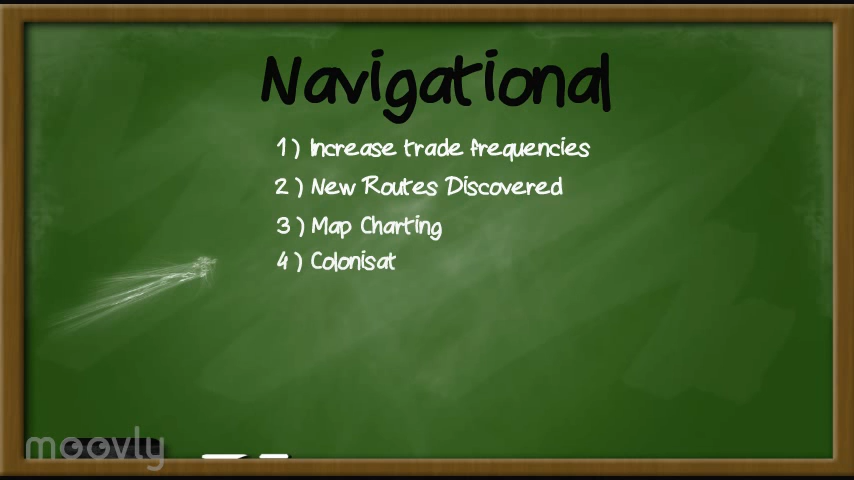 Navigational
1) Increase trade frequencies
2) New Routes Discovered
3) Map Charting
4) Colonisat
moovly